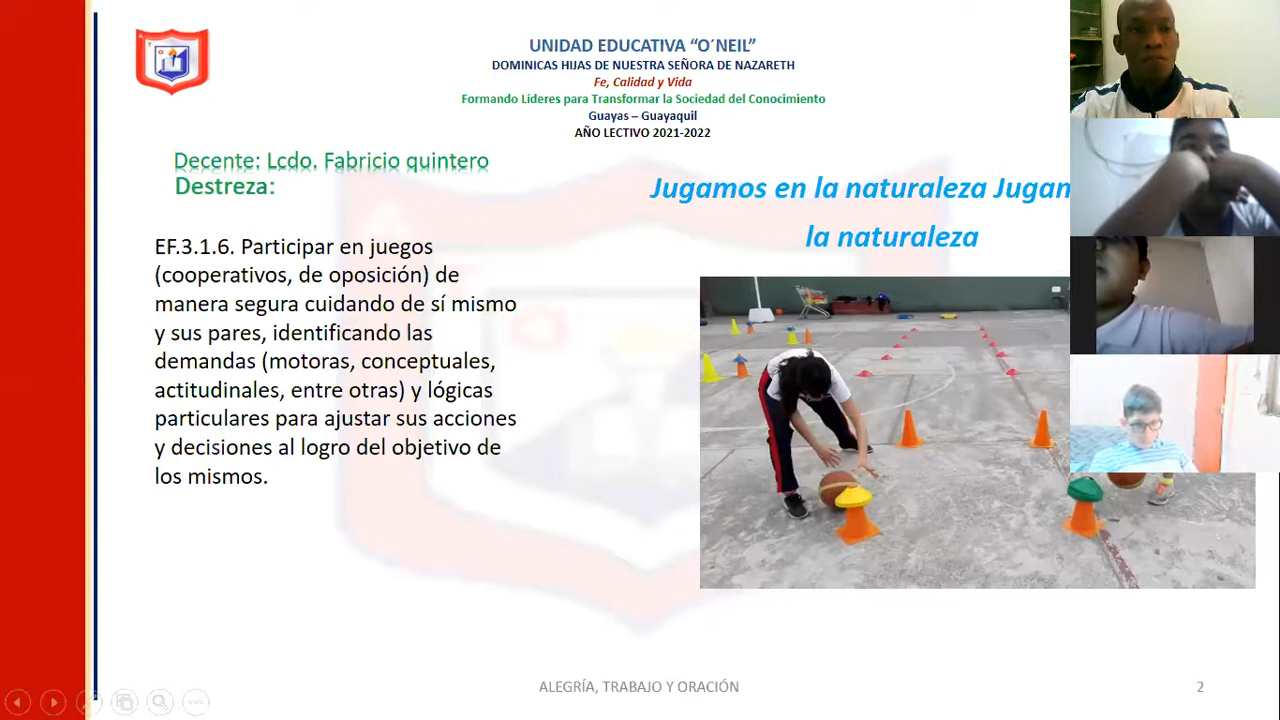 UNIDAD EDUCATIVA “O´NEIL”
DOMINICAS HIJAS DE NUESTRA SEÑORA DE NAZARETH
Fe, Calidad y Vida
Formando Líderes para Transformar la Sociedad del Conocimiento
Guayas – Guayaquil
AÑO LECTIVO 2021-2022
Decente: Lcdo. Fabricio quintero
Destreza:
Jugamos en la naturaleza Jugam
la naturaleza
EF.3.1.6. Participar en juegos
(cooperativos, de oposición) de
manera segura cuidando de sí mismo
y sus pares, identificando las
demandas (motoras, conceptuales,
actitudinales, entre otras) y lógicas
particulares para ajustar sus acciones
y decisiones al logro del objetivo de
los mismos.
ALEGRÍA, TRABAJO Y ORACIÓN
2